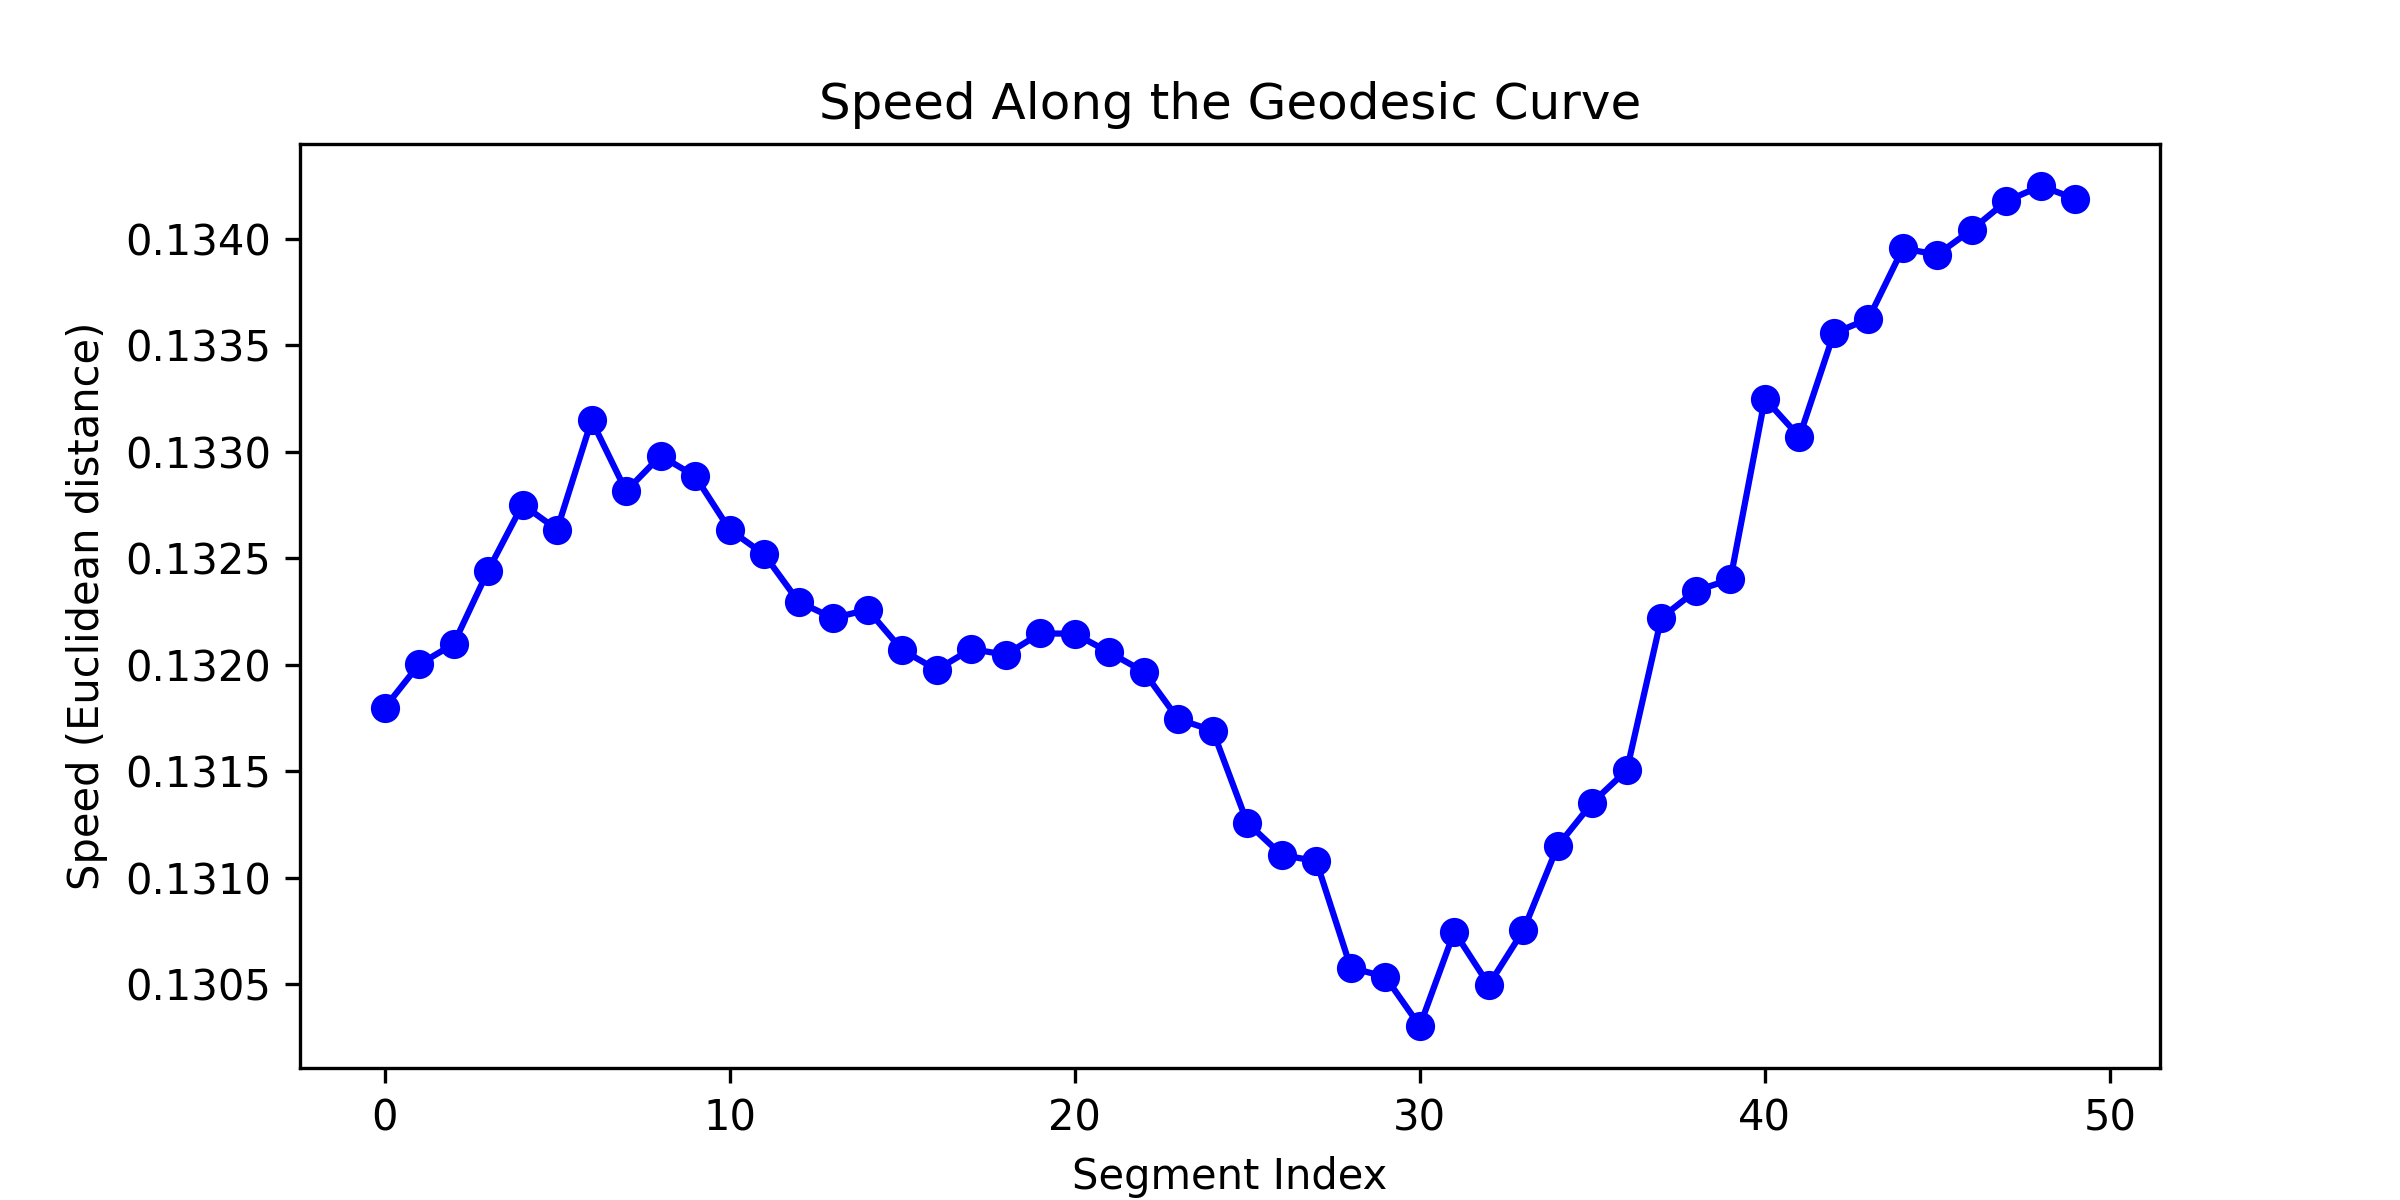 Speed Along the Geodesic Curve
Speed (Euclidean distance)
0.1340
0.1335
0.1330
0.1325
0.1320
0.1315
0.1310
0.1305
0 10 20 30 40 50
Segment Index